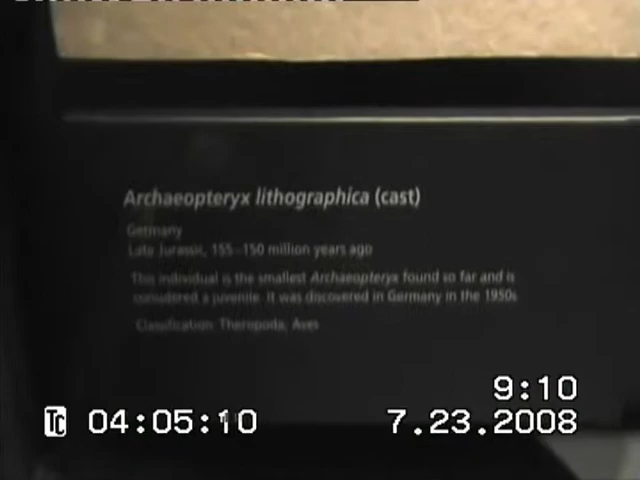 Archaeopteryx lithographica (cast)
Germany
Late Jurassic, 155–150 million years ago
This individual is the smallest Archaeopteryx found so far and is
considered a juvenile. It was discovered in Germany in the 1950s
Classification: Theropoda, Aves
9:10
Tc 04:05:10 7.23.2008